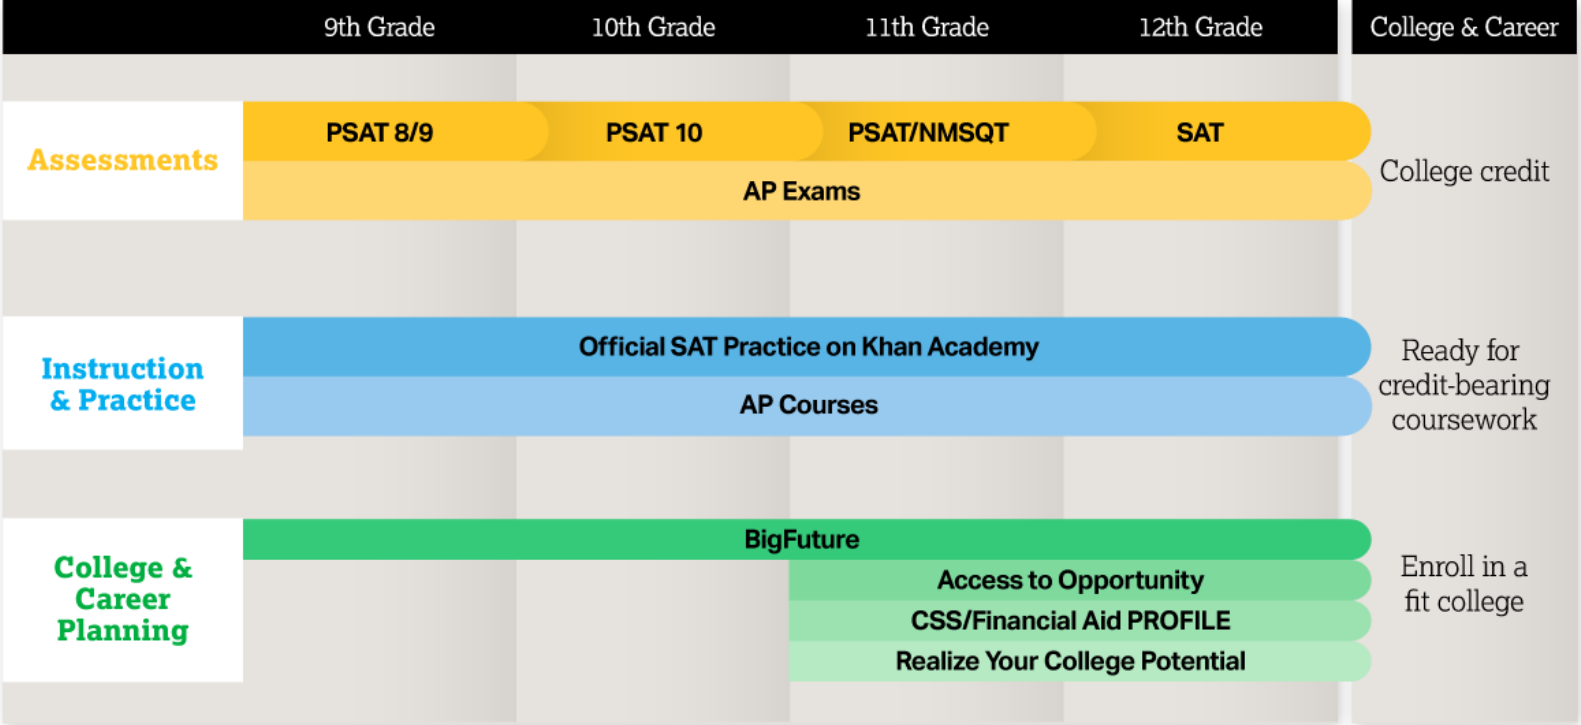 9th Grade
10th Grade
11th Grade
12th Grade
College & Career
Assessments
PSAT 8/9
PSAT 10
PSAT/NMSQT
SAT
AP Exams
College credit
Instruction
& Practice
Official SAT Practice on Khan Academy
AP Courses
Ready for
credit-bearing
coursework
College &
Career
Planning
BigFuture
Access to Opportunity
CSS/Financial Aid PROFILE
Realize Your College Potential
Enroll in a
fit college